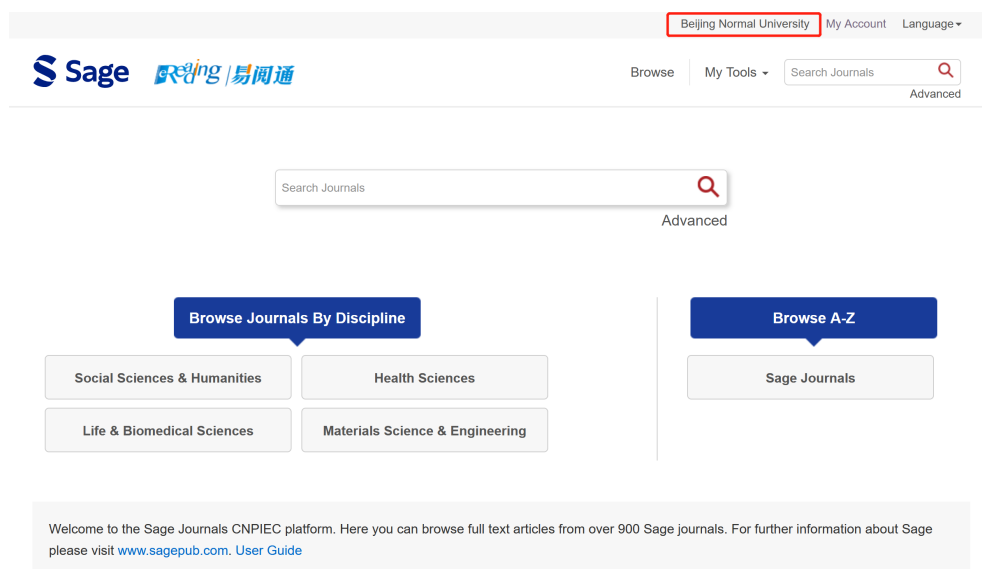 Beijing Normal University My Account Language
Sage eReading 易阅通 Browse My Tools Search Journals
Advanced
Search Journals
Advanced
Browse Journals By Discipline Browse A-Z
Social Sciences & Humanities Health Sciences Sage Journals
Life & Biomedical Sciences Materials Science & Engineering
Welcome to the Sage Journals CNPIEC platform. Here you can browse full text articles from over 900 Sage journals. For further information about Sage
please visit www.sagepub.com. User Guide